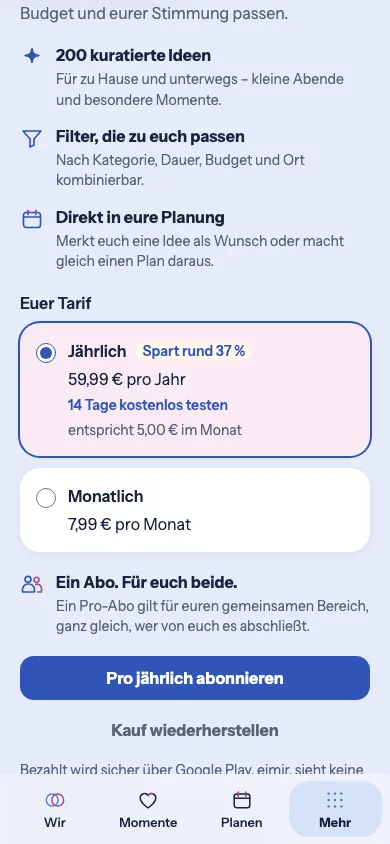 Budget und eurer Stimmung passen.
200 kuratierte Ideen
Für zu Hause und unterwegs – kleine Abende
und besondere Momente.
Filter, die zu euch passen
Nach Kategorie, Dauer, Budget und Ort
kombinierbar.
Direkt in eure Planung
Merkt euch eine Idee als Wunsch oder macht
gleich einen Plan daraus.
Euer Tarif
Jährlich Spart rund 37 %
59,99 € pro Jahr
14 Tage kostenlos testen
entspricht 5,00 € im Monat
Monatlich
7,99 € pro Monat
Ein Abo. Für euch beide.
Ein Pro-Abo gilt für euren gemeinsamen Bereich,
ganz gleich, wer von euch es abschließt.
Pro jährlich abonnieren
Kauf wiederherstellen
Bezahlt wird sicher über Google Play. eimir. sieht keine
Wir Momente Planen Mehr